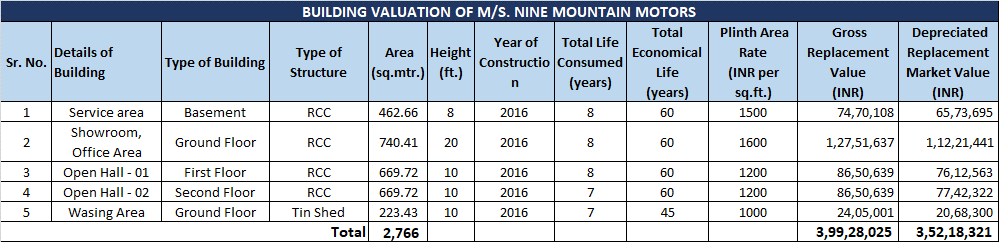 BUILDING VALUATION OF M/S. NINE MOUNTAIN MOTORS
Sr. No. Details of Building Type of Building Type of Structure Area (sq.mtr.) Height (ft.) Year of Constructio n Total Life Consumed (years) Total Economical Life (years) Plinth Area Rate (INR per sq.ft.) Gross Replacement Value (INR) Depreciated Replacement Market Value (INR)
1 Service area Basement RCC 462.66 8 2016 8 60 1500 74,70,108 65,73,695
2 Showroom, Office Area Ground Floor RCC 740.41 20 2016 8 60 1600 1,27,51,637 1,12,21,441
3 Open Hall - 01 First Floor RCC 669.72 10 2016 8 60 1200 86,50,639 76,12,563
4 Open Hall - 02 Second Floor RCC 669.72 10 2016 7 60 1200 86,50,639 77,42,322
5 Wasing Area Ground Floor Tin Shed 223.43 10 2016 7 45 1000 24,05,001 20,68,300
Total 2,766 3,99,28,025 3,52,18,321